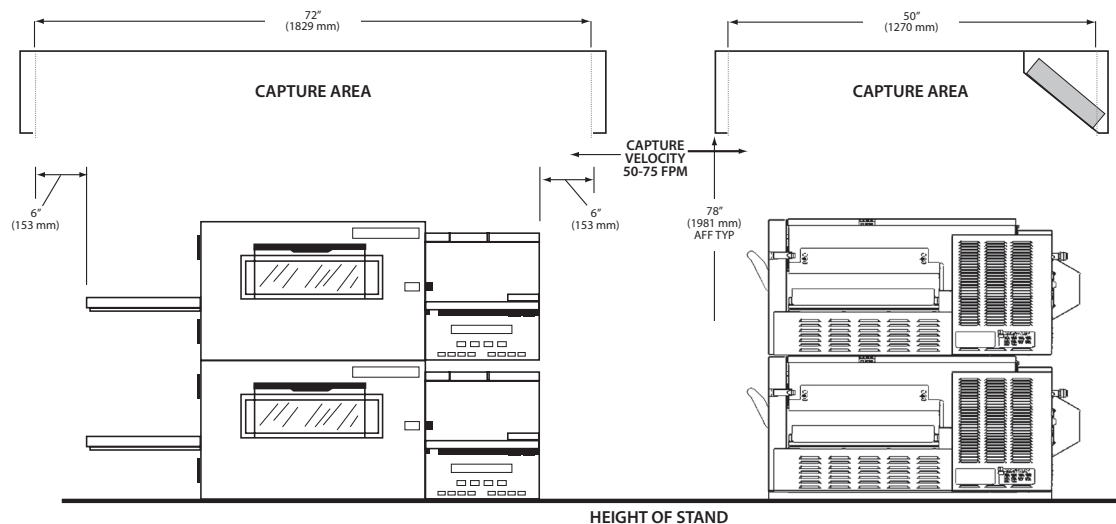 72"
(1829 mm)
50"
(1270 mm)
CAPTURE AREA
CAPTURE AREA
CAPTURE
VELOCITY
50-75 FPM
6"
(153 mm)
6"
(153 mm)
78"
(1981 mm)
AFF TYP
HEIGHT OF STAND